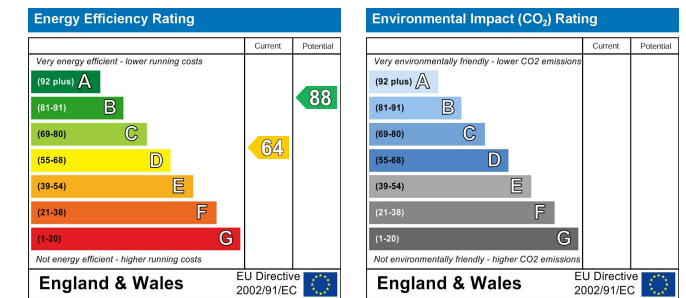 Energy Efficiency Rating
Current Potential
Very energy efficient - lower running costs
(92 plus) A
(81-91) B
(69-80) C
(55-68) D
(39-54) E
(21-38) F
(1-20) G
64
88
Not energy efficient - higher running costs
England & Wales
EU Directive
2002/91/EC
Environmental Impact (CO₂) Rating
Current Potential
Very environmentally friendly - lower CO2 emissions
(92 plus) A
(81-91) B
(69-80) C
(55-68) D
(39-54) E
(21-38) F
(1-20) G
Not environmentally friendly - higher CO2 emissions
England & Wales
EU Directive
2002/91/EC